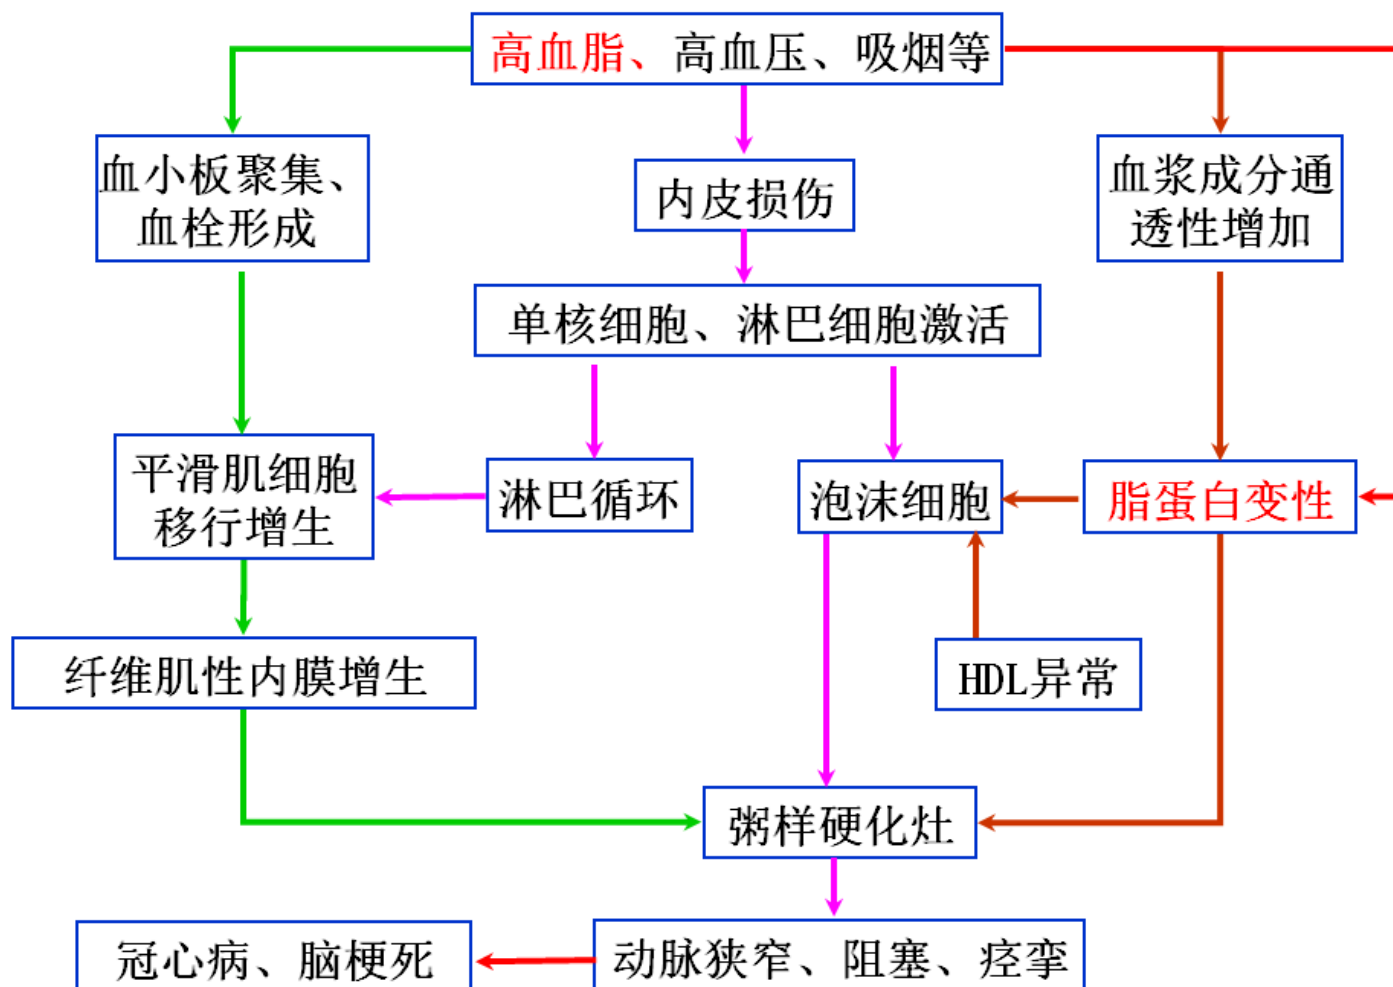 高血脂、高血压、吸烟等
血小板聚集、
血栓形成
内皮损伤
血浆成分通
透性增加
单核细胞、淋巴细胞激活
平滑肌细胞
移行增生
淋巴循环
泡沫细胞
脂蛋白变性
纤维肌性内膜增生
HDL异常
粥样硬化灶
冠心病、脑梗死
动脉狭窄、阻塞、痉挛